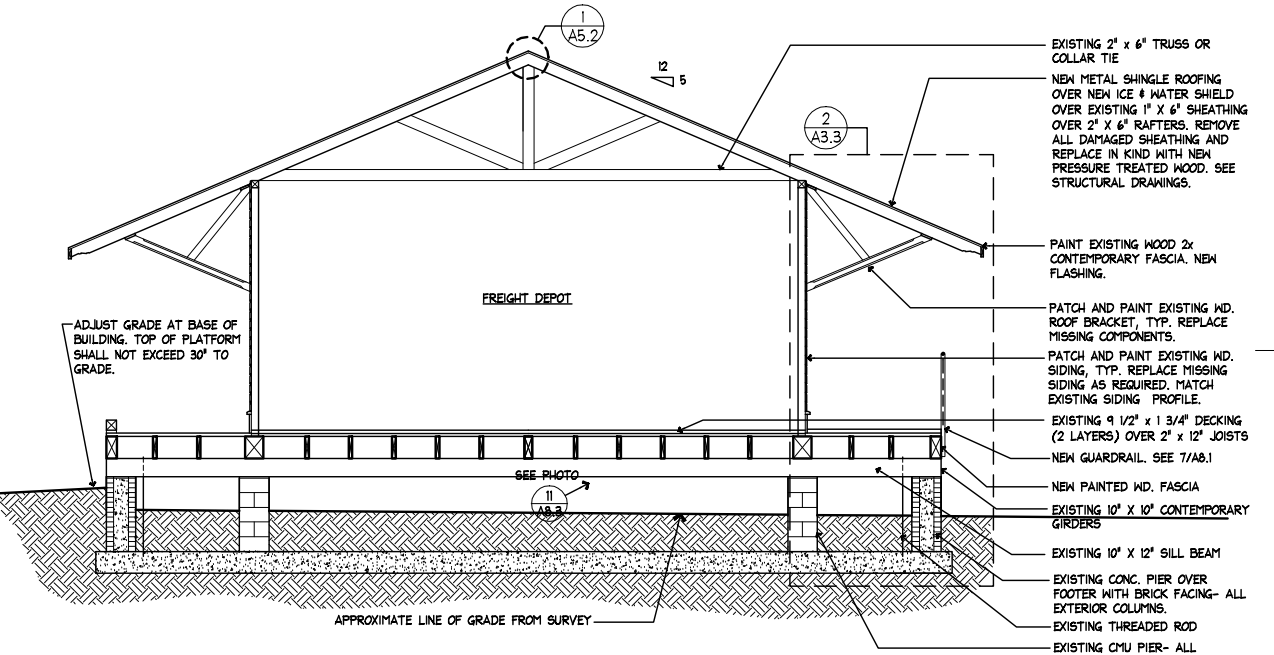 1
A5.2
12
5
2
A3.3
EXISTING 2" x 6" TRUSS OR
COLLAR TIE
NEW METAL SHINGLE ROOFING
OVER NEW ICE & WATER SHIELD
OVER EXISTING 1" X 6" SHEATHING
OVER 2" X 6" RAFTERS. REMOVE
ALL DAMAGED SHEATHING AND
REPLACE IN KIND WITH NEW
PRESSURE TREATED WOOD. SEE
STRUCTURAL DRAWINGS.
PAINT EXISTING WOOD 2x
CONTEMPORARY FASCIA. NEW
FLASHING.
FREIGHT DEPOT
PATCH AND PAINT EXISTING WD.
ROOF BRACKET, TYP. REPLACE
MISSING COMPONENTS.
ADJUST GRADE AT BASE OF
BUILDING. TOP OF PLATFORM
SHALL NOT EXCEED 30" TO
GRADE.
PATCH AND PAINT EXISTING WD.
SIDING, TYP. REPLACE MISSING
SIDING AS REQUIRED. MATCH
EXISTING SIDING PROFILE.
EXISTING 9 1/2" x 1 3/4" DECKING
(2 LAYERS) OVER 2" x 12" JOISTS
NEW GUARDRAIL. SEE 7/A8.1
SEE PHOTO
11
A8.3
NEW PAINTED WD. FASCIA
EXISTING 10" X 10" CONTEMPORARY
GIRDERS
EXISTING 10" X 12" SILL BEAM
EXISTING CONC. PIER OVER
FOOTER WITH BRICK FACING- ALL
EXTERIOR COLUMNS.
APPROXIMATE LINE OF GRADE FROM SURVEY
EXISTING THREADED ROD
EXISTING CMU PIER- ALL